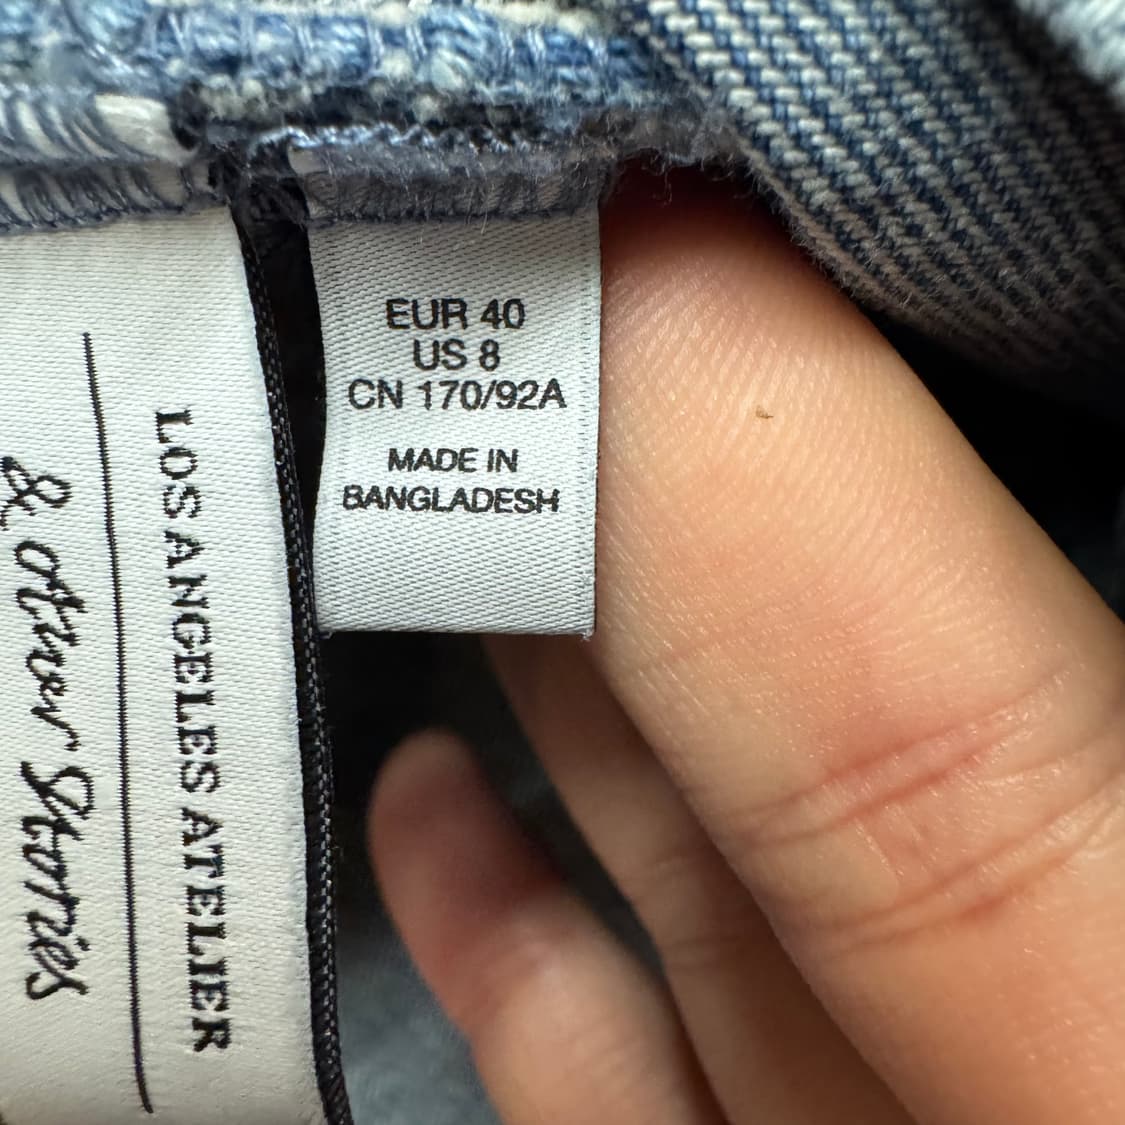 & Other Stories
LOS ANGELES ATELIER
EUR 40
US 8
CN 170/92A
MADE IN
BANGLADESH